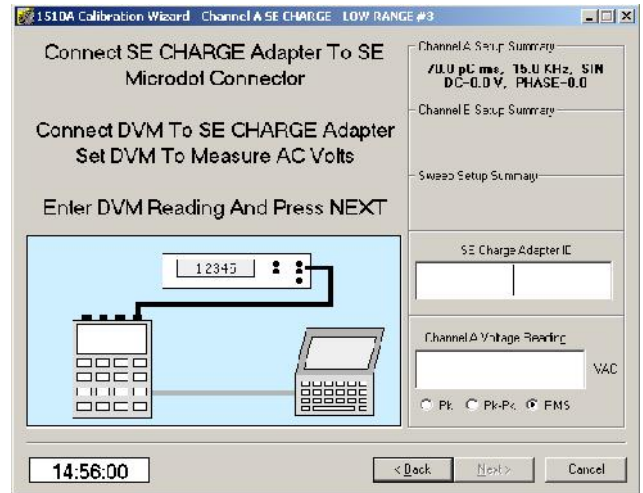 1510A Calibration Wizard Channel A SE CHARGE LOW RANGE #3
Connect SE CHARGE Adapter To SE
Microdot Connector
Connect DVM To SE CHARGE Adapter
Set DVM To Measure AC Volts
Enter DVM Reading And Press NEXT
12345
14:56:00
Channel A Setup Summary
70.0 pC rms, 15.0 KHz, SIN
DC=0.0 V, PHASE=0.0
Channel B Setup Summary
Sweep Setup Summary
SE Charge Adapter ID
Channel A Voltage Reading
VAC
Pk Pk-Pk RMS
< Back Next > Cancel